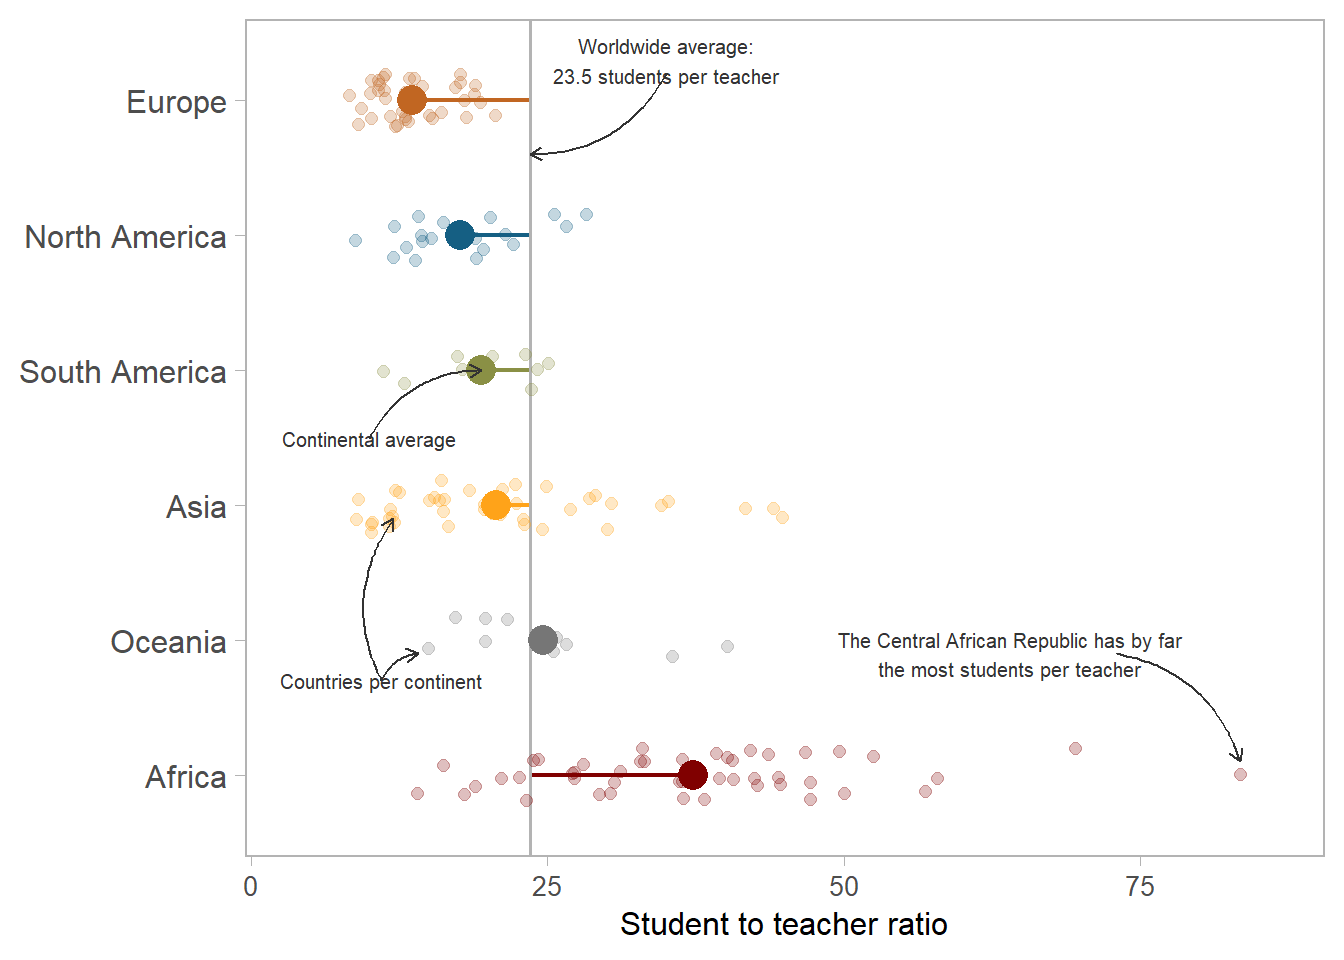 Worldwide average:
23.5 students per teacher
Europe
North America
South America
Continental average
Asia
Oceania
The Central African Republic has by far
the most students per teacher
Countries per continent
Africa
0 25 50 75
Student to teacher ratio